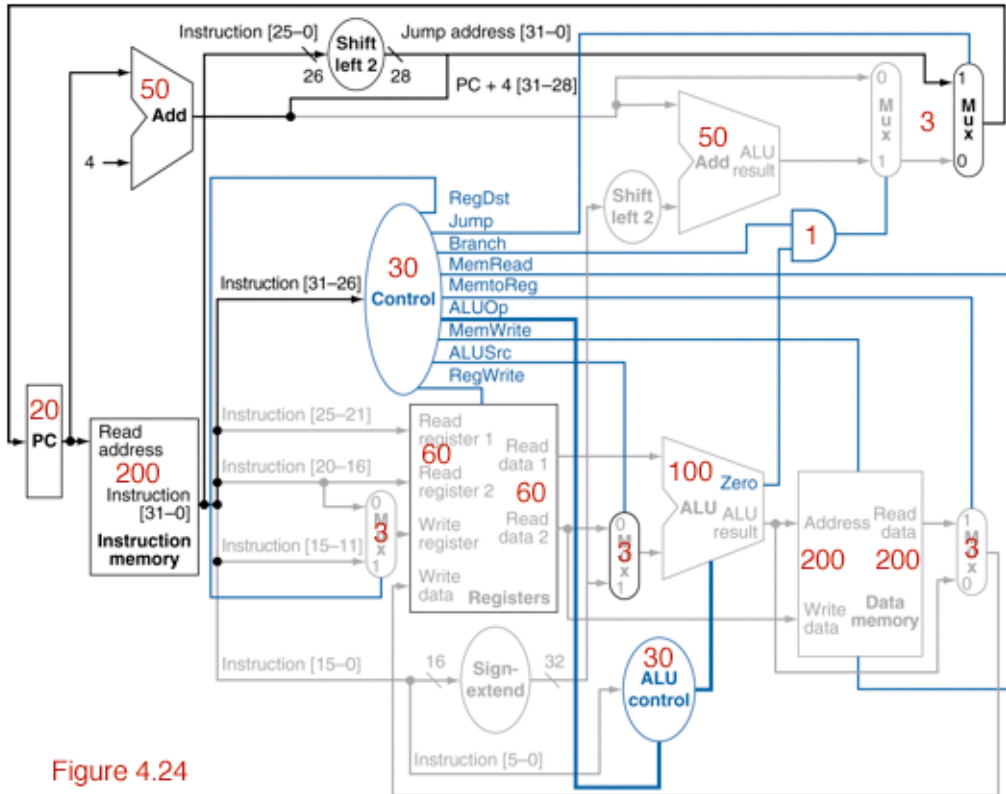 Instruction [25–0]
Shift
left 2
Jump address [31–0]
26
28
PC + 4 [31–28]
50
Add
4
50
Add
ALU
result
Shift
left 2
0
M
u
x
1
3
1
M
u
x
0
RegDst
Jump
Branch
MemRead
MemtoReg
ALUOp
MemWrite
ALUSrc
RegWrite
1
Instruction [31–26]
30
Control
20
PC
Read
address
200
Instruction
[31–0]
Instruction
memory
Instruction [25–21]
Instruction [20–16]
Instruction [15–11]
0
M
3
x
1
Read
register 1
60
Read
register 2
Write
register
Write
data
Read
data 1
60
Read
data 2
Registers
0
M
3
x
1
100
Zero
ALU
ALU
result
Address
200
Read
data
200
Write
data
Data
memory
1
M
3
x
0
Instruction [15–0]
16
Sign-
extend
32
30
ALU
control
Instruction [5–0]
Figure 4.24